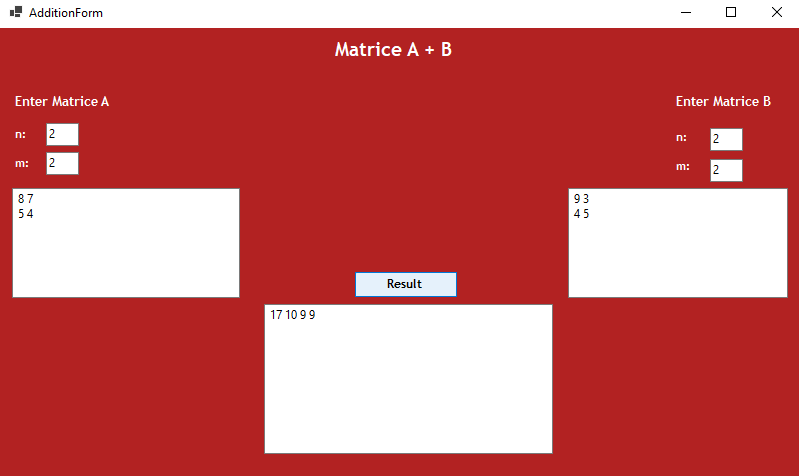 AdditionForm
Matrice A + B
Enter Matrice A
n: 2
m: 2
8 7
5 4
Enter Matrice B
n: 2
m: 2
9 3
4 5
Result
17 10 9 9